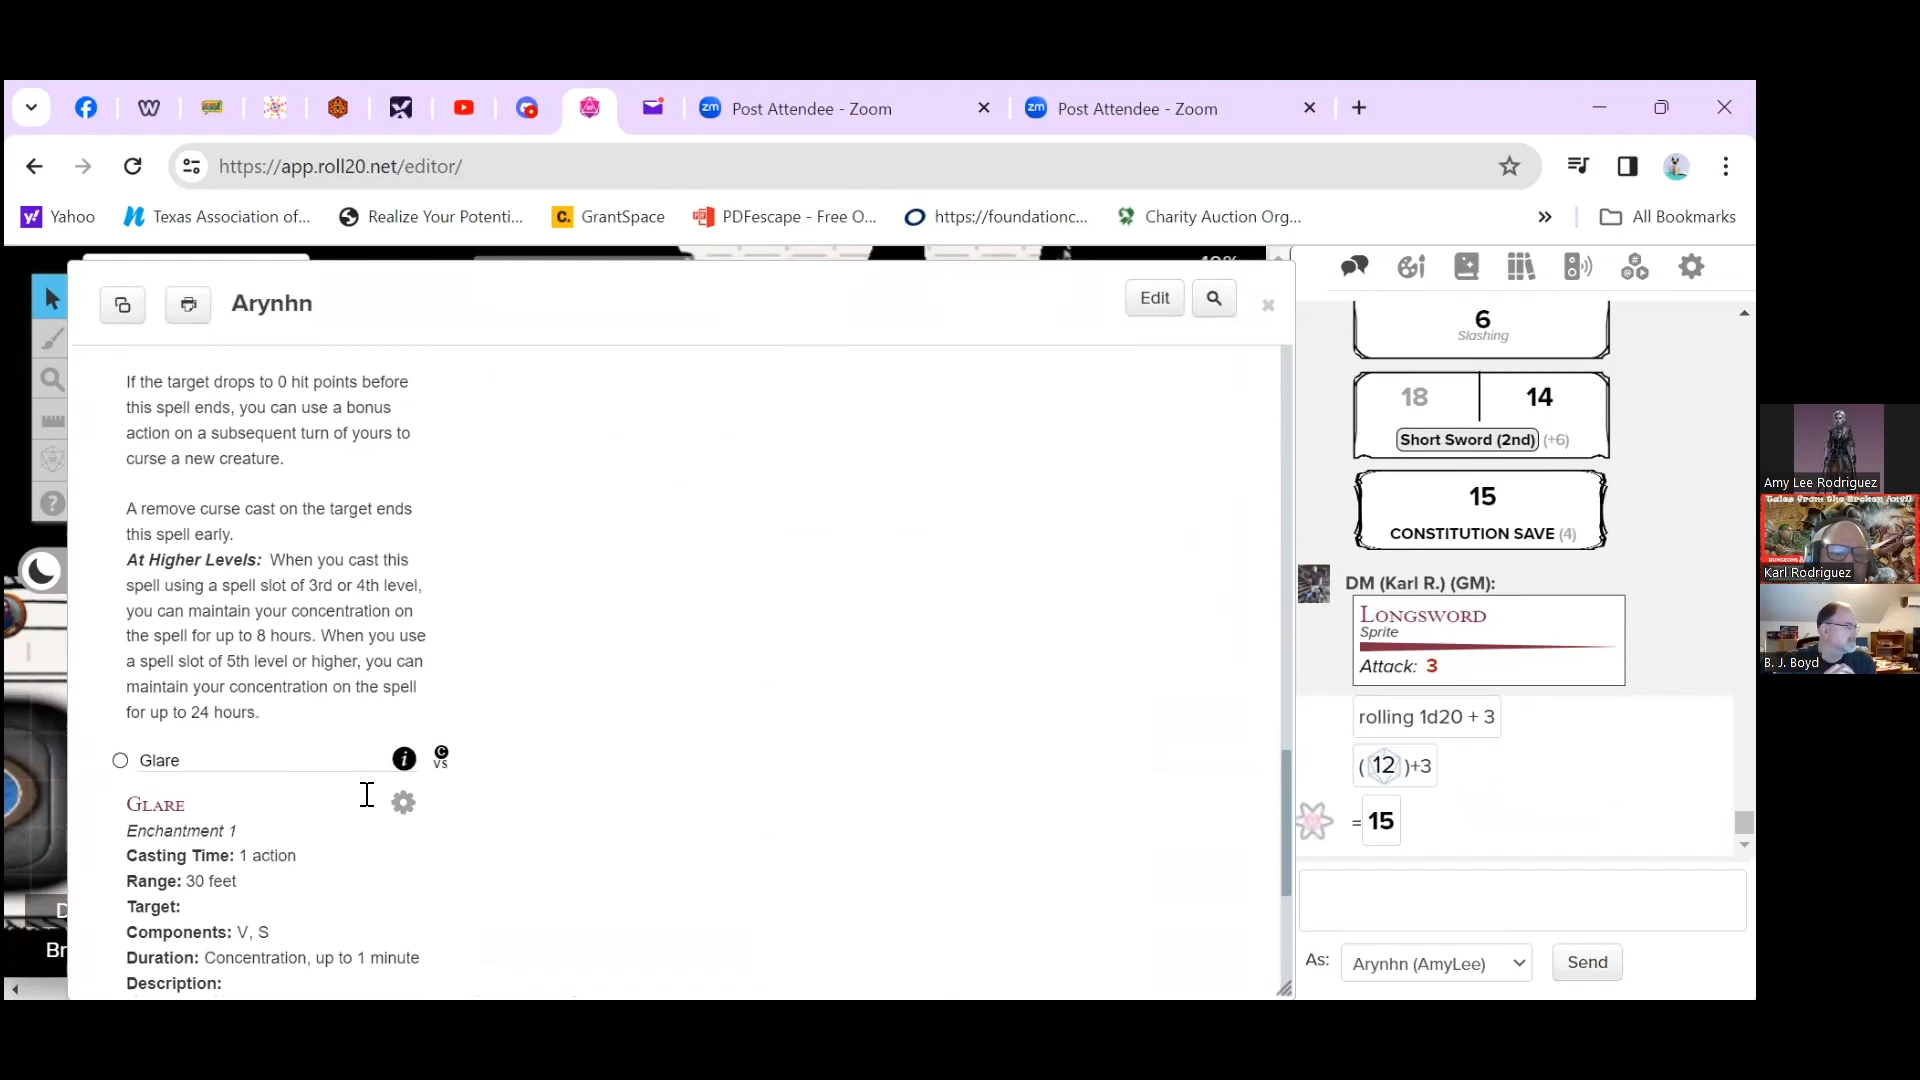 Post Attendee - Zoom
Post Attendee - Zoom
https://app.roll20.net/editor/
Yahoo
Texas Association of...
Realize Your Potenti...
GrantSpace
PDFescape - Free O...
https://foundationc...
Charity Auction Org...
All Bookmarks
Arynhn
Edit
If the target drops to 0 hit points before
this spell ends, you can use a bonus
action on a subsequent turn of yours to
curse a new creature.
A remove curse cast on the target ends
this spell early.
At Higher Levels: When you cast this
spell using a spell slot of 3rd or 4th level,
you can maintain your concentration on
the spell for up to 8 hours. When you use
a spell slot of 5th level or higher, you can
maintain your concentration on the spell
for up to 24 hours.
Glare
C
V S
GLARE
Enchantment 1
Casting Time: 1 action
Range: 30 feet
Target:
Components: V, S
Duration: Concentration, up to 1 minute
Description:
Br
6
Slashing
18 14
Short Sword (2nd) (+6)
15
CONSTITUTION SAVE (4)
DM (Karl R.) (GM):
LONGSWORD
Sprite
Attack: 3
rolling 1d20 + 3
(12)+3
=15
As: Arynhn (AmyLee)
Send
Amy Lee Rodriguez
Tales from the Broken Anvil
Karl Rodriguez
B. J. Boyd